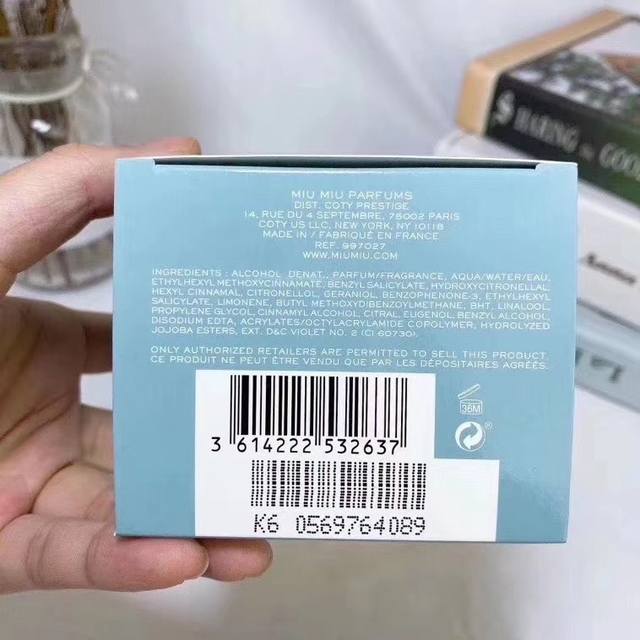 SHARING GOOD
MIU MIU PARFUMS
DIST. COTY PRESTIGE
14, RUE DU 4 SEPTEMBRE, 75002 PARIS
COTY US LLC, NEW YORK, NY 10118
MADE IN / FABRIQUÉ EN FRANCE
REF. 997027
WWW.MIUMIU.COM
INGREDIENTS : ALCOHOL DENAT., PARFUM/FRAGRANCE, AQUA/WATER/EAU,
ETHYLHEXYL METHOXYCINNAMATE, BENZYL SALICYLATE, HYDROXYCITRONELLAL
HEXYL CINNAMAL, CITRONELLOL, GERANIOL, BENZOPHENONE-3, ETHYLHEXYL
SALICYLATE, LIMONENE, BUTYL METHOXYDIBENZOYLMETHANE, BHT, LINALOOL
PROPYLENE GLYCOL, CINNAMYL ALCOHOL, CITRAL, EUGENOL, BENZYL ALCOHOL,
DISODIUM EDTA, ACRYLATES/OCTYLACRYLAMIDE COPOLYMER, HYDROLYZED
JOJOBA ESTERS, EXT. D&C VIOLET NO. 2 (CI 60730).
ONLY AUTHORIZED RETAILERS ARE PERMITTED TO SELL THIS PRODUCT
CE PRODUIT NE PEUT ÊTRE VENDU QUE PAR LES DÉPOSITAIRES AGRÉÉS.
36M
3 614222 532637
K6 0569764089